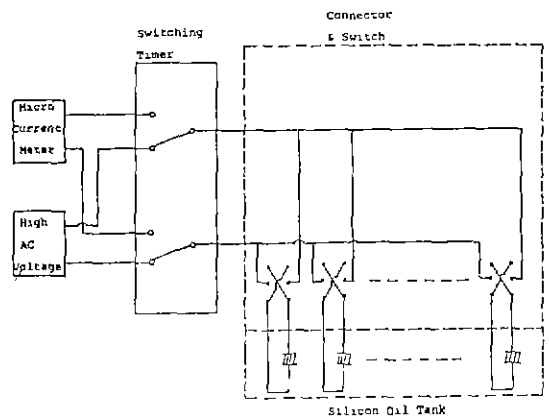 Connector
& Switch
Switching
Timer
Micro
Current
Meter
High
AC
Voltage
Silicon Oil Tank